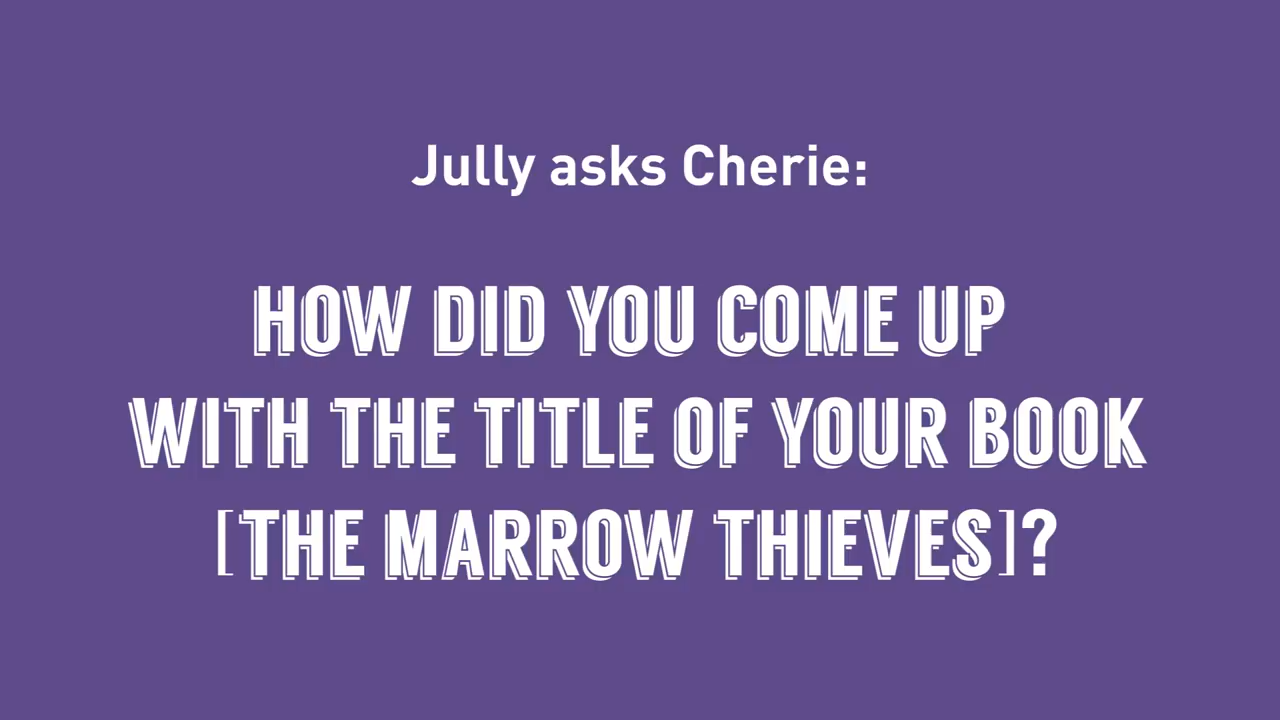 Jully asks Cherie:
HOW DID YOU COME UP
WITH THE TITLE OF YOUR BOOK
[THE MARROW THIEVES]?